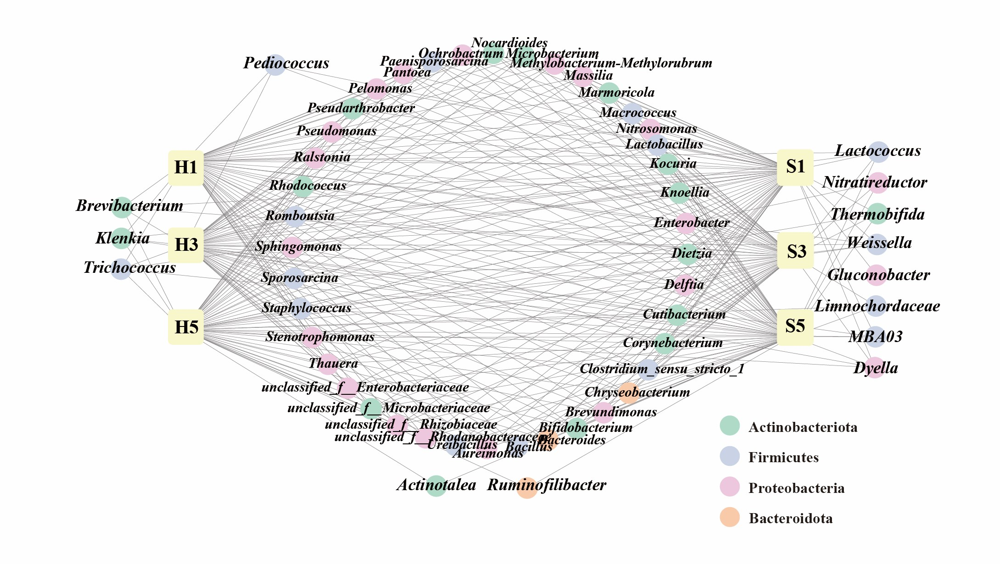 Nocardioides
Ochrobactrum
Microbacterium
Paenisporosarcina
Methylobacterium-Methylorubrum
Pediococcus
Pantoea
Massilia
Pelomonas
Marmoricola
Pseudarthrobacter
Macrococcus
Pseudomonas
Nitrosomonas
Lactobacillus
Ralstonia
Kocuria
H1
S1
Lactococcus
Rhodococcus
Knoellia
Nitratireductor
Brevibacterium
Romboutsia
Enterobacter
Thermobifida
Klenkia
H3
Sphingomonas
Dietzia
S3
Weissella
Trichococcus
Sporosarcina
Delftia
Gluconobacter
Staphylococcus
Cutibacterium
Limnochordaceae
H5
S5
Stenotrophomonas
Corynebacterium
MBA03
Thauera
Clostridium_sensu_stricto_1
Dyella
unclassified_f__Enterobacteriaceae
Chryseobacterium
unclassified_f__Microbacteriaceae
Brevundimonas
unclassified_f__Rhizobiaceae
Bifidobacterium
unclassified_f__Rhodanobacteraceae
Bacteroides
Ureibacillus
Bacillus
Aureimonas
Actinotalea
Ruminofilibacter
Actinobacteriota
Firmicutes
Proteobacteria
Bacteroidota